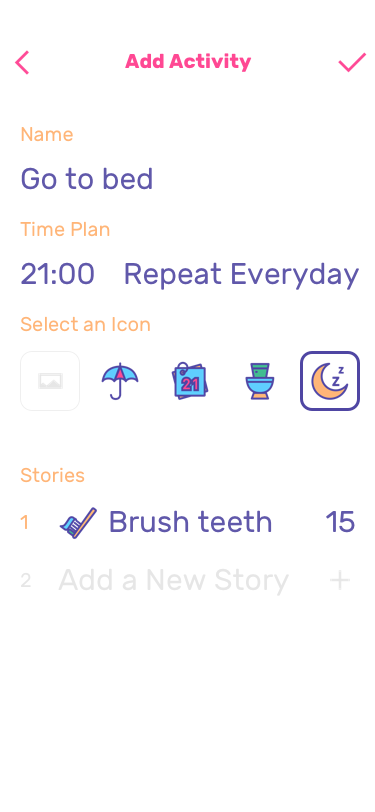 Add Activity
Name
Go to bed
Time Plan
21:00 Repeat Everyday
Select an Icon
21
z
z
Stories
1 Brush teeth 15
2 Add a New Story +